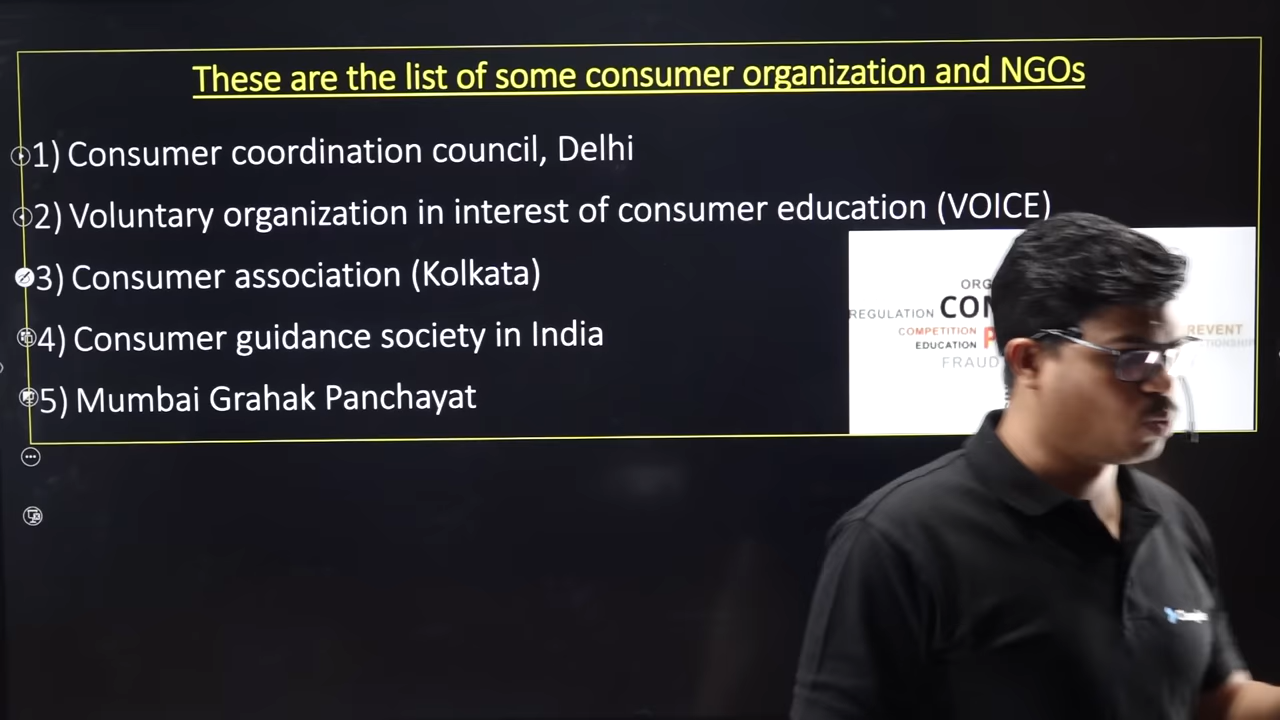 These are the list of some consumer organization and NGOs
1) Consumer coordination council, Delhi
2) Voluntary organization in interest of consumer education (VOICE)
3) Consumer association (Kolkata)
4) Consumer guidance society in India
5) Mumbai Grahak Panchayat
REGULATION
COMPETITION
EDUCATION
FRAUD